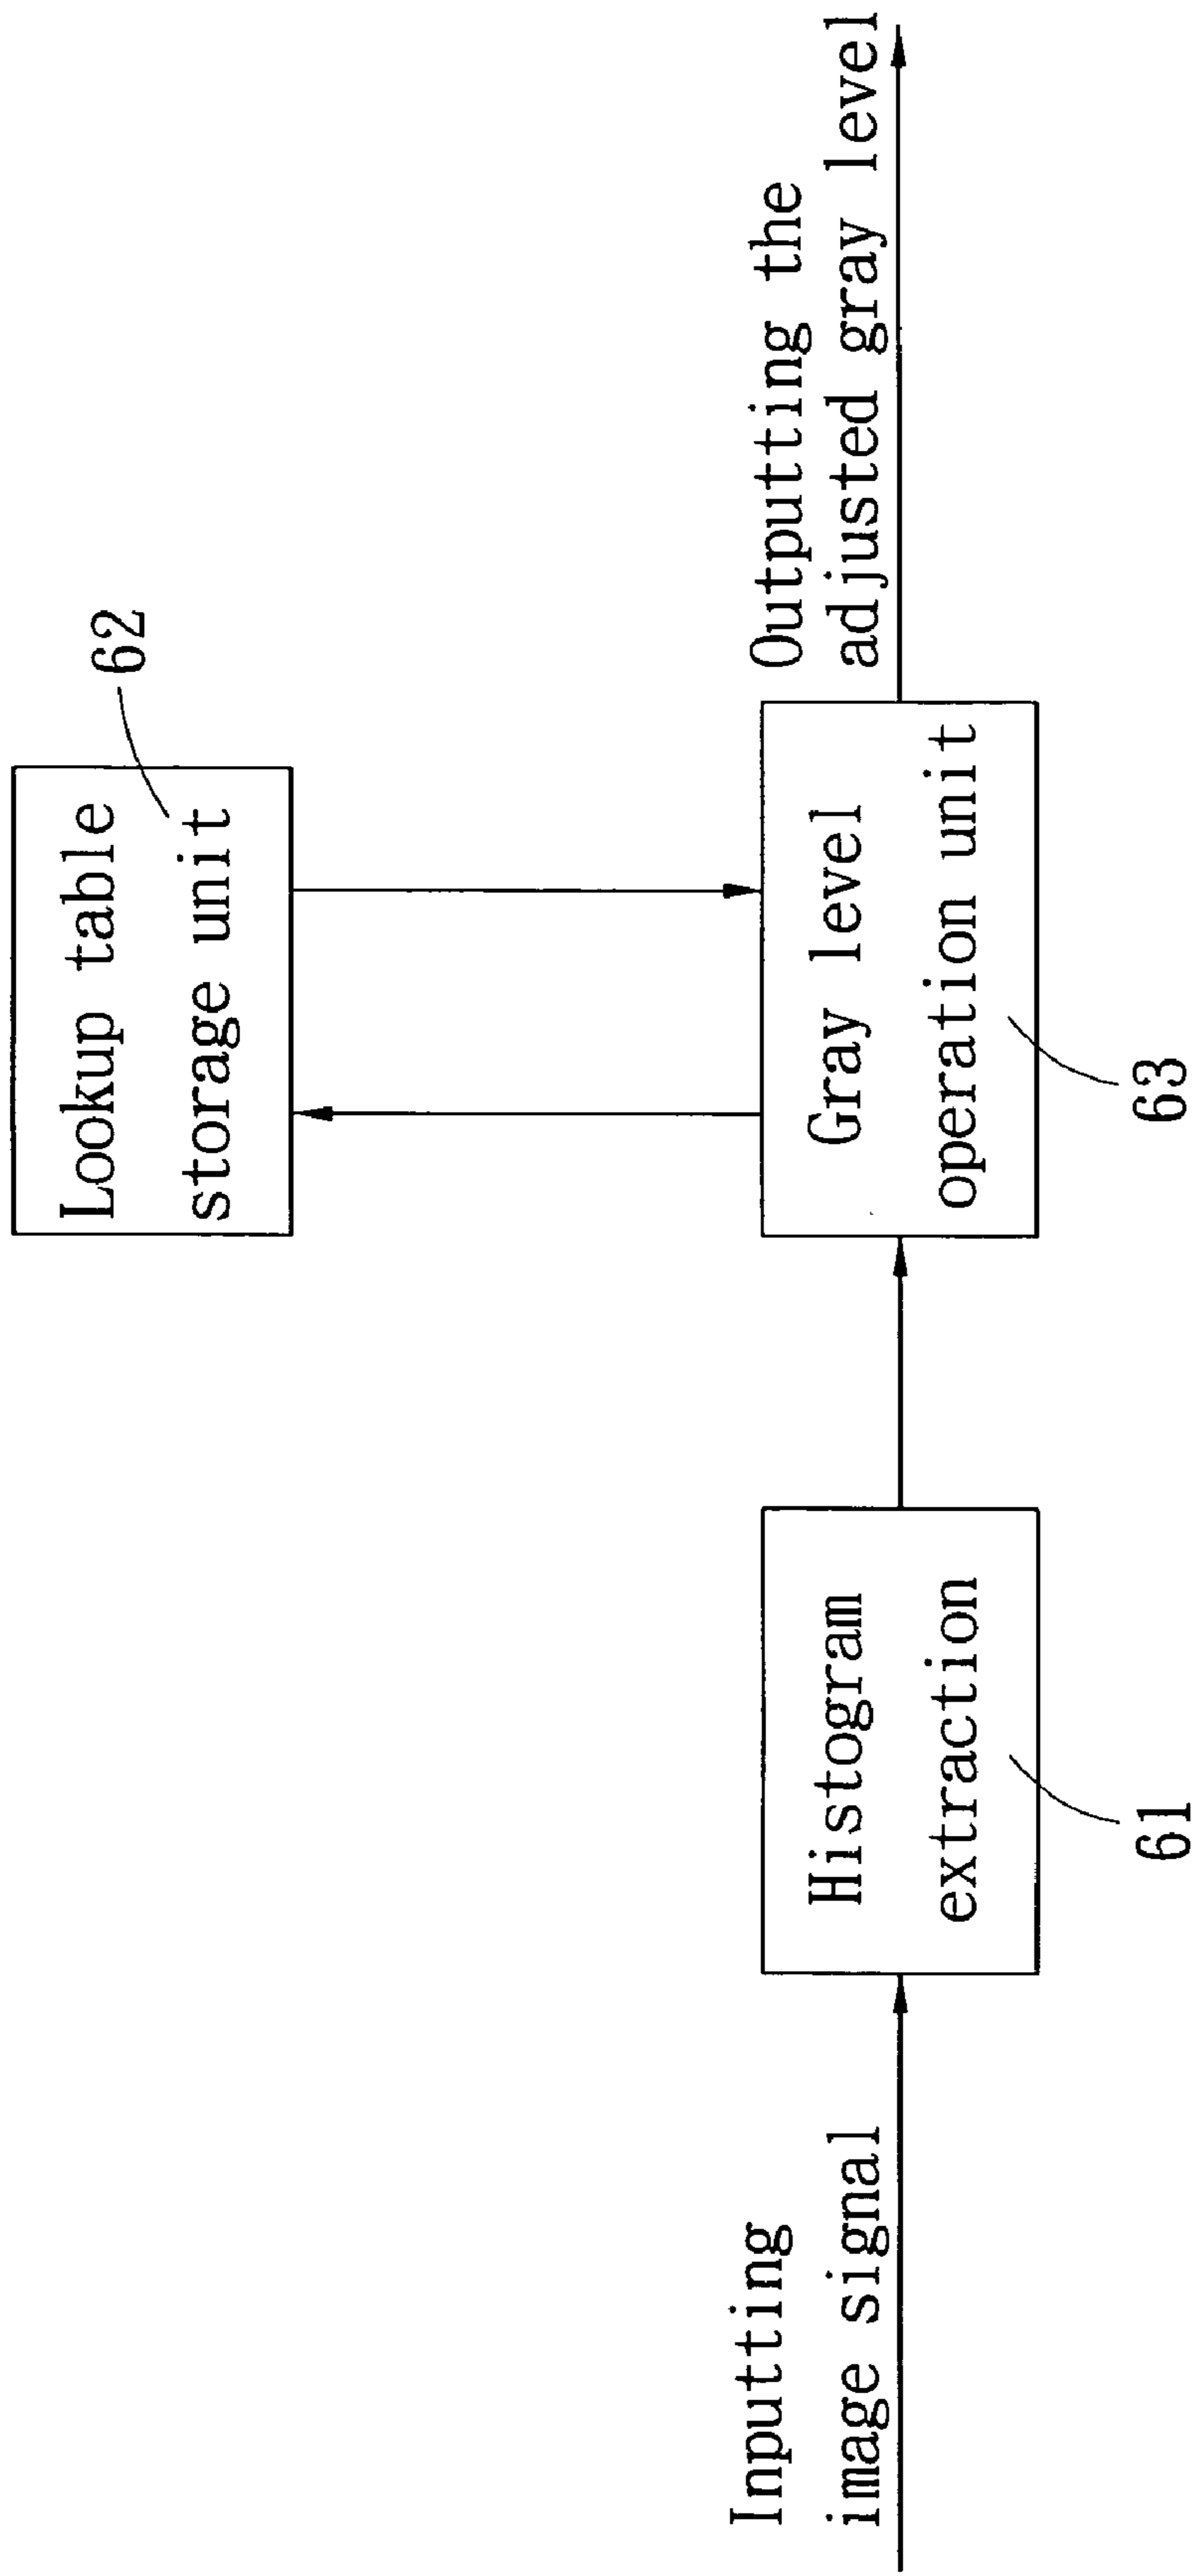 Lookup table
storage unit
62
Inputting
image signal
Histogram
extraction
61
Gray level
operation unit
63
Outputting the
adjusted gray level